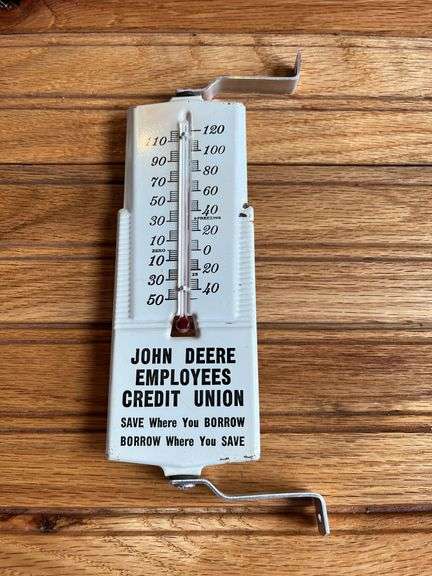 110 120
90 100
70 80
50 60
30 40
FREEZING
10 20
ZERO 0
10 20
30 40
50
JOHN DEERE
EMPLOYEES
CREDIT UNION
SAVE Where You BORROW
BORROW Where You SAVE